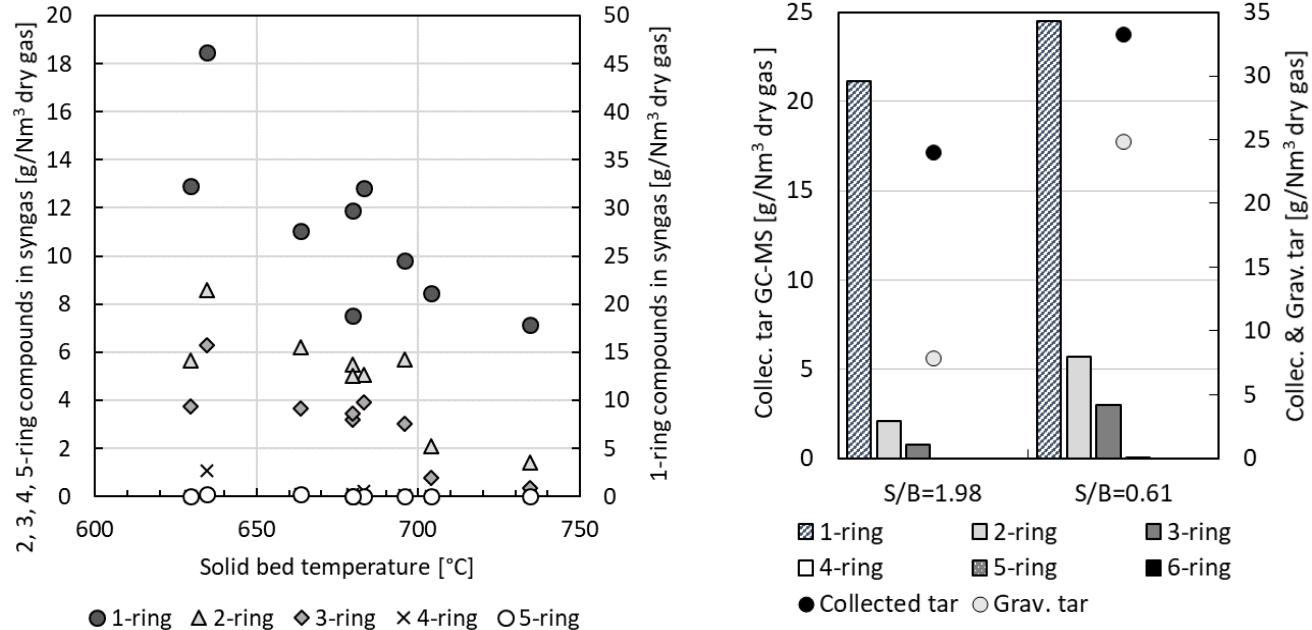 2, 3, 4, 5-ring compounds in syngas [g/Nm³ dry gas]
20
18
16
14
12
10
8
6
4
2
0
50
45
40
35
30
25
20
15
10
5
0
1-ring compounds in syngas [g/Nm³ dry gas]
600
650
700
750
Solid bed temperature [°C]
1-ring
2-ring
3-ring
4-ring
5-ring
Collec. tar GC-MS [g/Nm³ dry gas ]
25
20
15
10
5
0
35
30
25
20
15
10
5
0
Collec. & Grav. tar [g/Nm³ dry gas]
S/B=1.98
S/B=0.61
1-ring
2-ring
3-ring
4-ring
5-ring
6-ring
Collected tar
Grav. tar